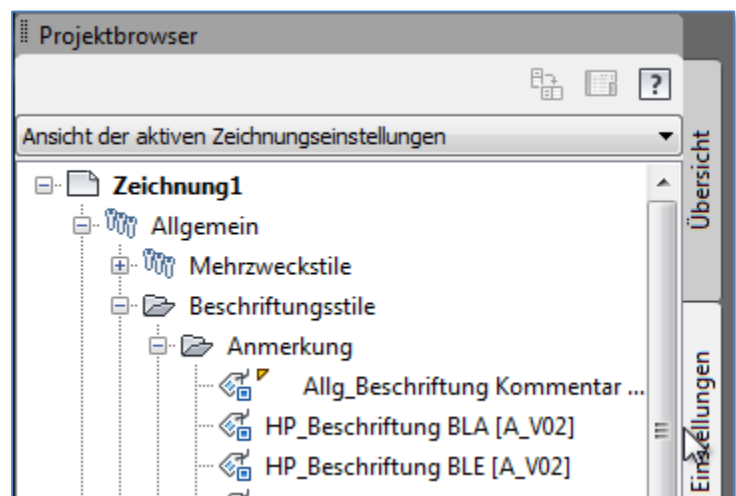 Projektbrowser
?
Ansicht der aktiven Zeichnungseinstellungen
Zeichnung1
Allgemein
Mehrzweckstile
Beschriftungsstile
Anmerkung
Allg_Beschriftung Kommentar ...
HP_Beschriftung BLA [A_V02]
HP_Beschriftung BLE [A_V02]
Übersicht
Einstellungen